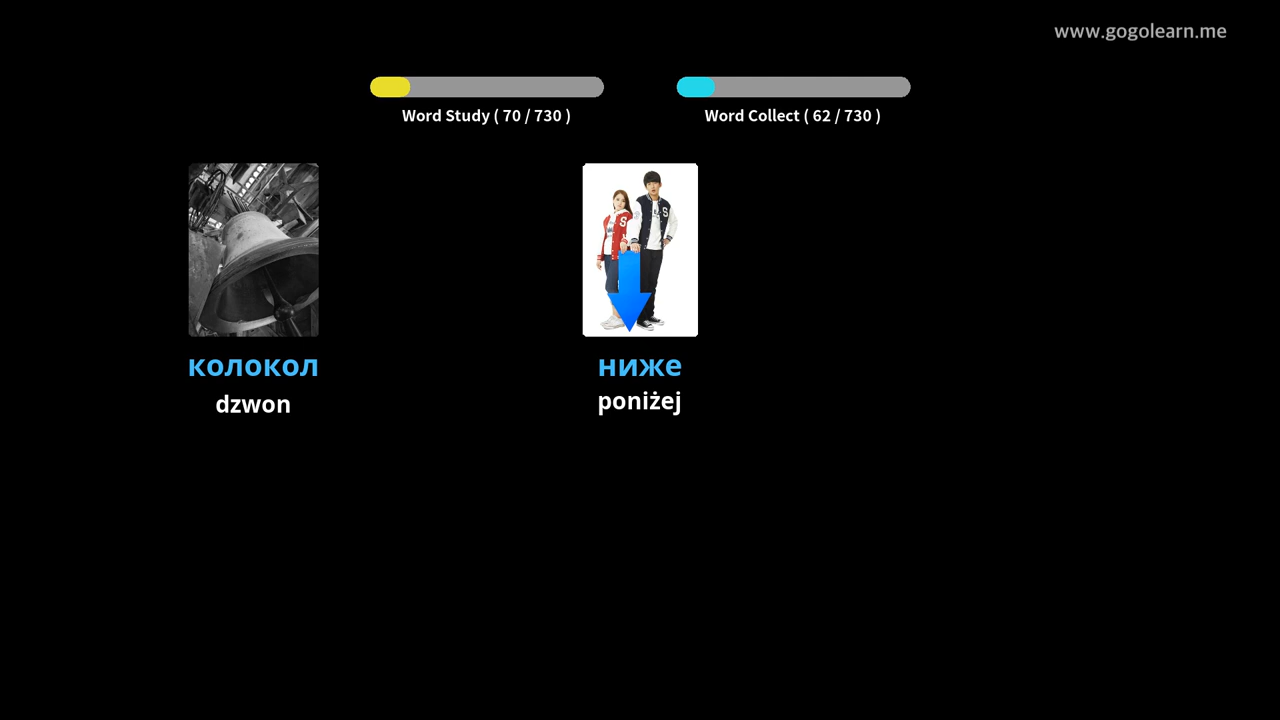 www.gogolearn.me
Word Study ( 70 / 730 )
Word Collect ( 62 / 730 )
колокол
ниже
dzwon
poniżej